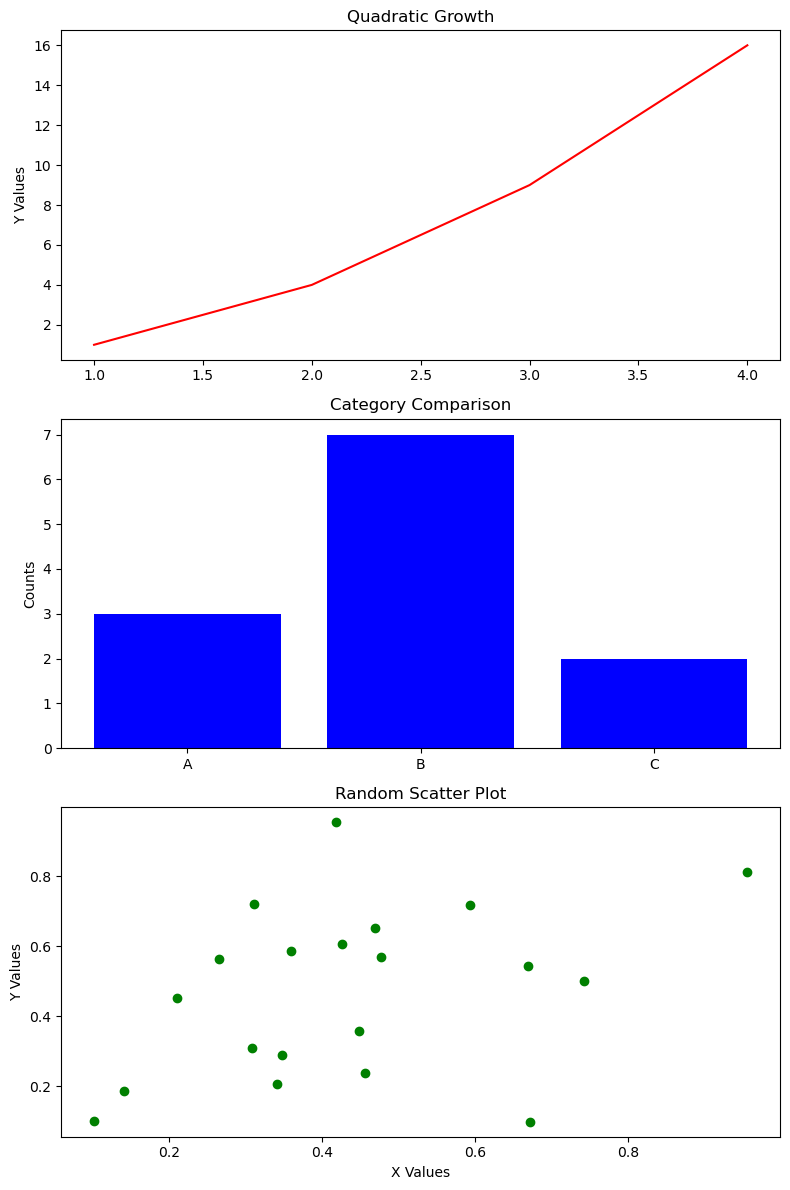 Quadratic Growth
16
14
12
10
8
6
4
2
Y Values
1.0 1.5 2.0 2.5 3.0 3.5 4.0
Category Comparison
7
6
5
4
3
2
1
0
Counts
A B C
Random Scatter Plot
0.8
0.6
0.4
0.2
Y Values
0.2 0.4 0.6 0.8
X Values